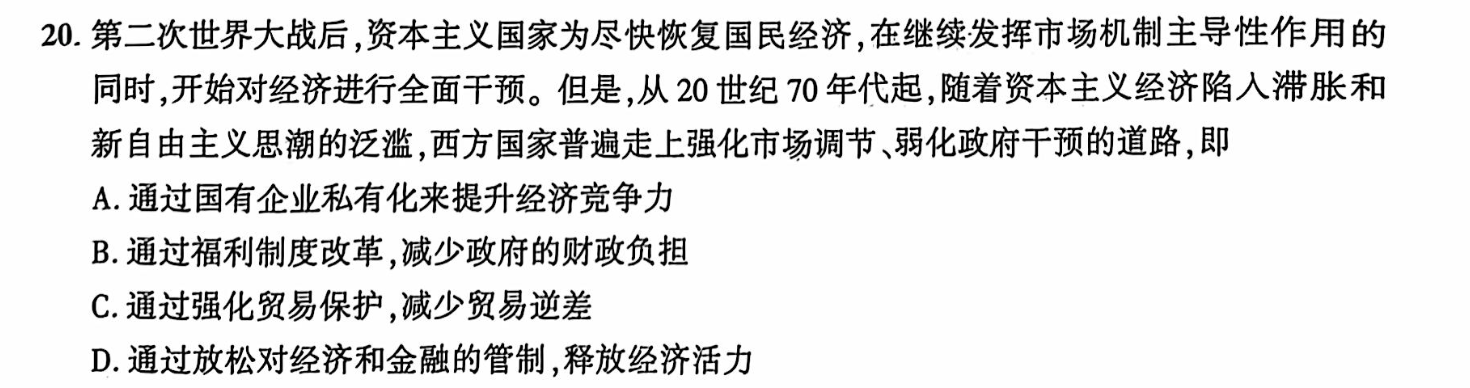 20. 第二次世界大战后,资本主义国家为尽快恢复国民经济,在继续发挥市场机制主导性作用的
同时,开始对经济进行全面干预。但是,从 20 世纪 70 年代起,随着资本主义经济陷入滞胀和
新自由主义思潮的泛滥,西方国家普遍走上强化市场调节、弱化政府干预的道路,即
A. 通过国有企业私有化来提升经济竞争力
B. 通过福利制度改革,减少政府的财政负担
C. 通过强化贸易保护,减少贸易逆差
D. 通过放松对经济和金融的管制,释放经济活力